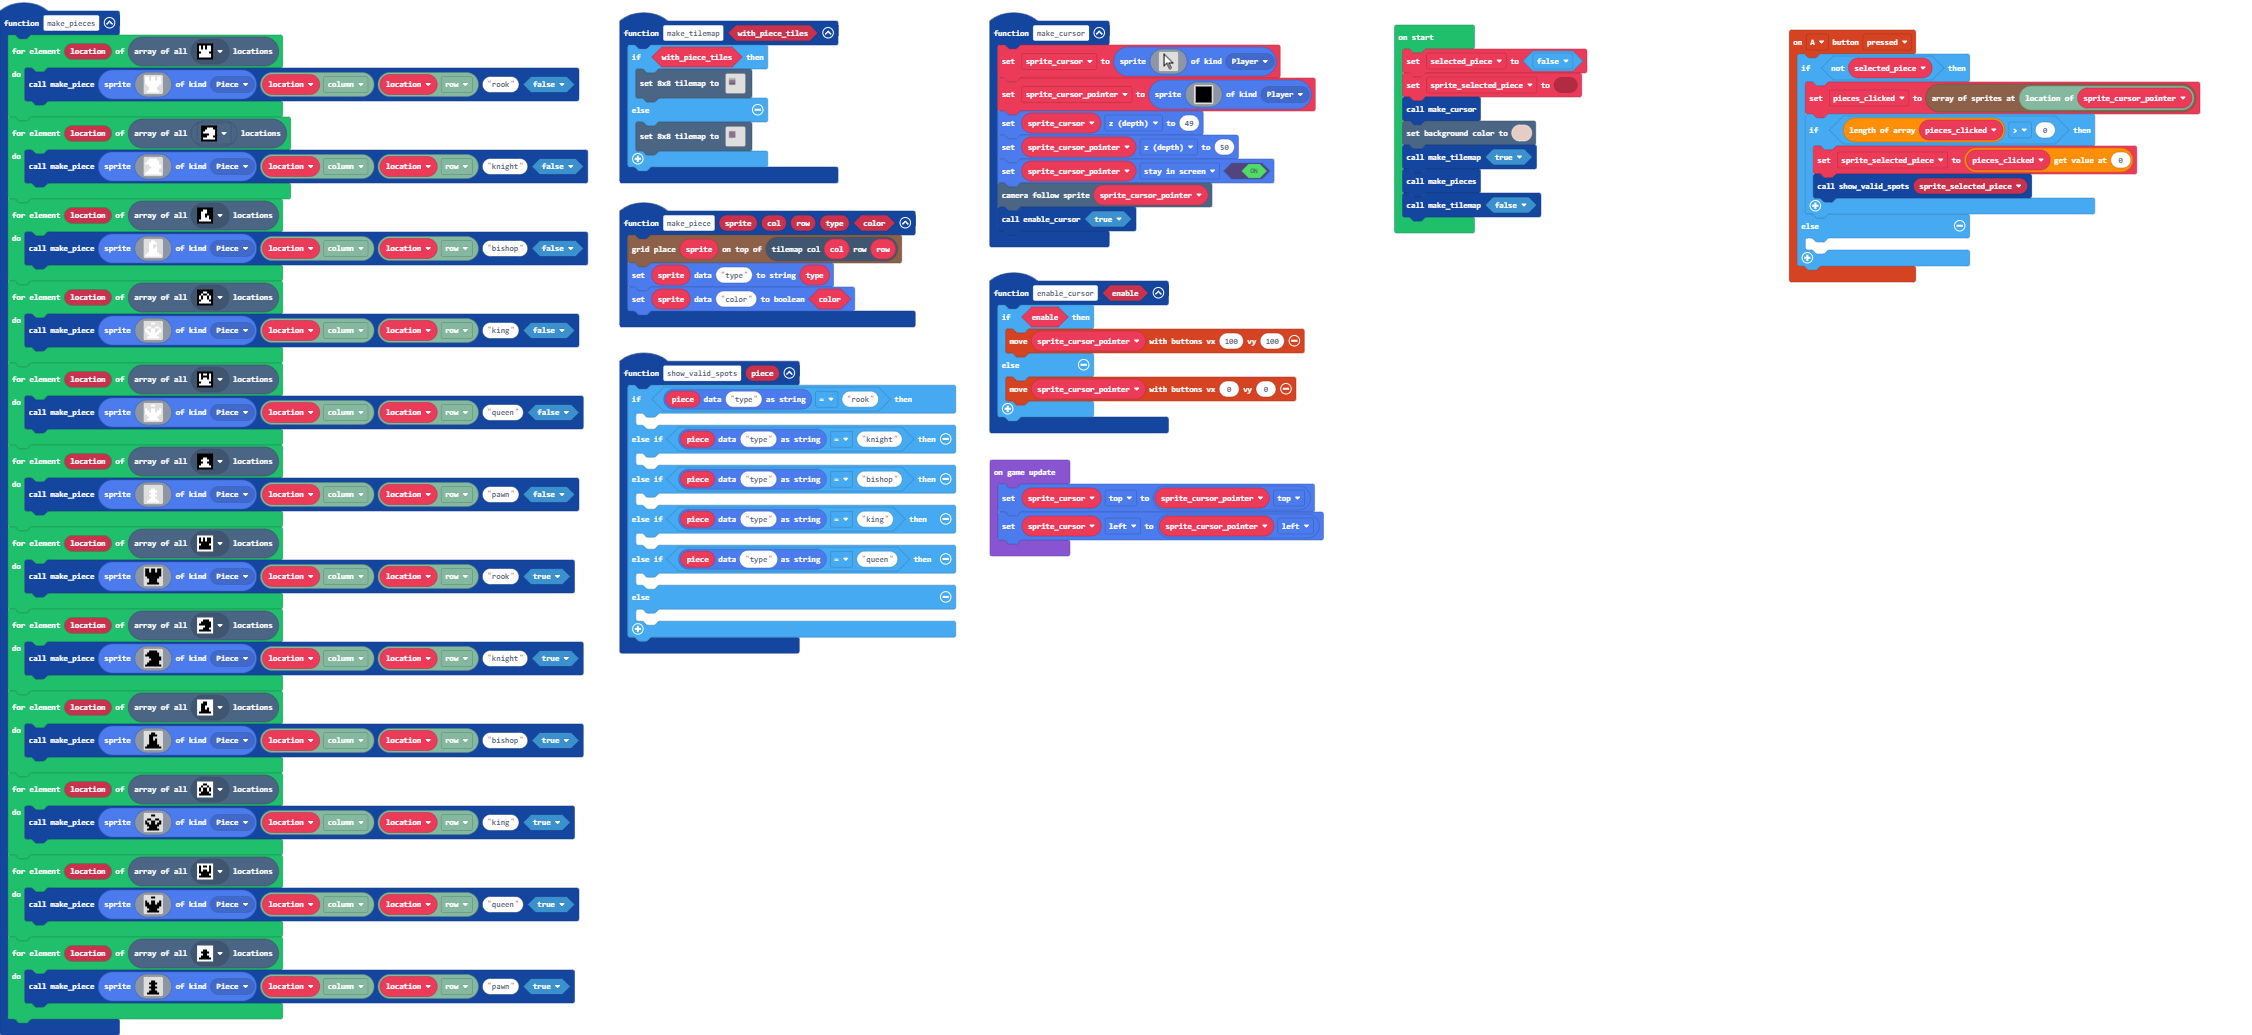 function make_pieces
for element location of array of all locations
do
call make_piece sprite of kind Piece location column location row "rook" false
for element location of array of all locations
do
call make_piece sprite of kind Piece location column location row "knight" false
for element location of array of all locations
do
call make_piece sprite of kind Piece location column location row "bishop" false
for element location of array of all locations
do
call make_piece sprite of kind Piece location column location row "king" false
for element location of array of all locations
do
call make_piece sprite of kind Piece location column location row "queen" false
for element location of array of all locations
do
call make_piece sprite of kind Piece location column location row "pawn" false
for element location of array of all locations
do
call make_piece sprite of kind Piece location column location row "rook" true
for element location of array of all locations
do
call make_piece sprite of kind Piece location column location row "knight" true
for element location of array of all locations
do
call make_piece sprite of kind Piece location column location row "bishop" true
for element location of array of all locations
do
call make_piece sprite of kind Piece location column location row "king" true
for element location of array of all locations
do
call make_piece sprite of kind Piece location column location row "queen" true
for element location of array of all locations
do
call make_piece sprite of kind Piece location column location row "pawn" true
function make_tilemap with_piece_tiles
if with_piece_tiles then
set 8x8 tilemap to
else
set 8x8 tilemap to
function make_piece sprite col row type color
grid place sprite on top of tilemap col col row row
set sprite data "type" to string type
set sprite data "color" to boolean color
function show_valid_spots piece
if piece data "type" as string = "rook" then
else if piece data "type" as string = "knight" then
else if piece data "type" as string = "bishop" then
else if piece data "type" as string = "king" then
else if piece data "type" as string = "queen" then
else
function make_cursor
set sprite_cursor to sprite of kind Player
set sprite_cursor_pointer to sprite of kind Player
set sprite_cursor z (depth) to 49
set sprite_cursor_pointer z (depth) to 50
set sprite_cursor_pointer stay in screen ON
camera follow sprite sprite_cursor_pointer
call enable_cursor true
function enable_cursor enable
if enable then
move sprite_cursor_pointer with buttons vx 100 vy 100
else
move sprite_cursor_pointer with buttons vx 0 vy 0
on game update
set sprite_cursor top to sprite_cursor_pointer top
set sprite_cursor left to sprite_cursor_pointer left
on start
set selected_piece to false
set sprite_selected_piece to
call make_cursor
set background color to
call make_tilemap true
call make_pieces
call make_tilemap false
on A button pressed
if not selected_piece then
set pieces_clicked to array of sprites at location of sprite_cursor_pointer
if length of array pieces_clicked > 0 then
set sprite_selected_piece to pieces_clicked get value at 0
call show_valid_spots sprite_selected_piece
else